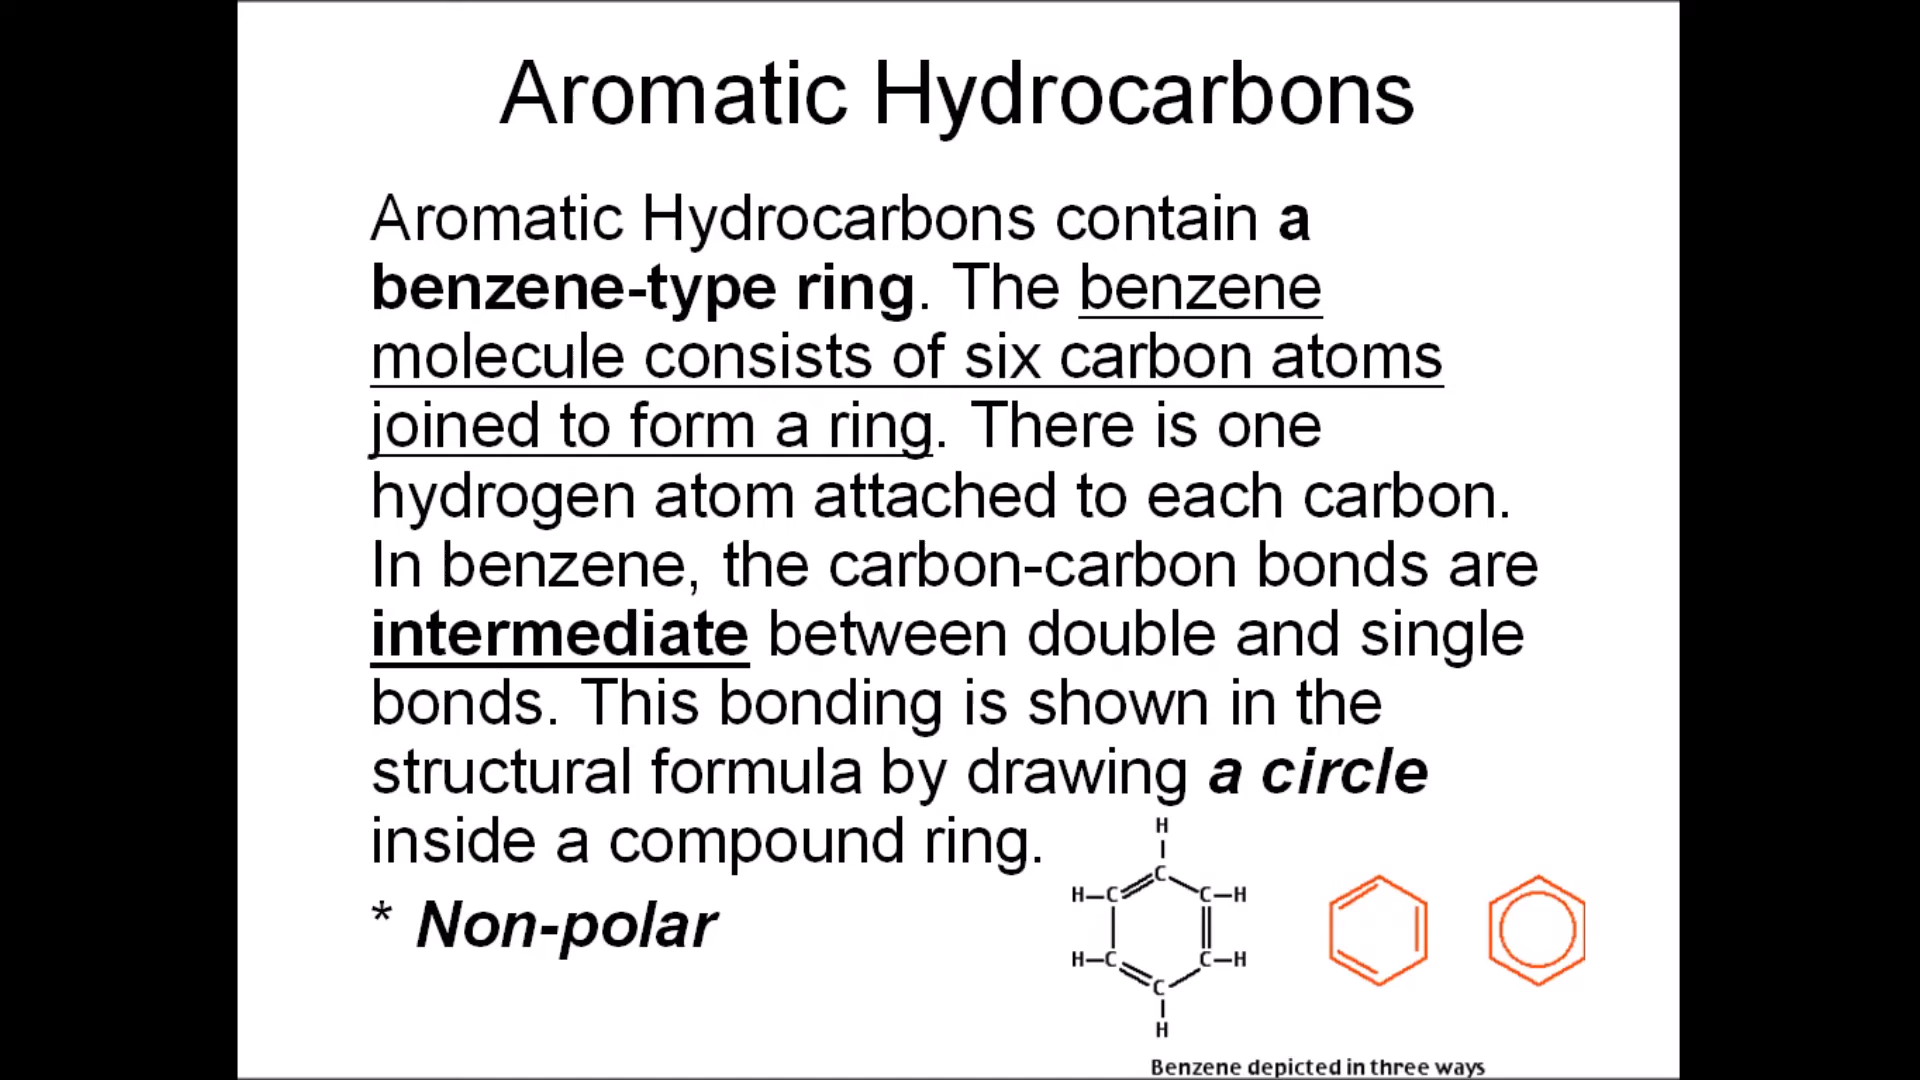 Aromatic Hydrocarbons
Aromatic Hydrocarbons contain a
benzene-type ring. The benzene
molecule consists of six carbon atoms
joined to form a ring. There is one
hydrogen atom attached to each carbon.
In benzene, the carbon-carbon bonds are
intermediate between double and single
bonds. This bonding is shown in the
structural formula by drawing a circle
inside a compound ring.
* Non-polar
H
C
H-C C-H
H-C C-H
C
H
Benzene depicted in three ways